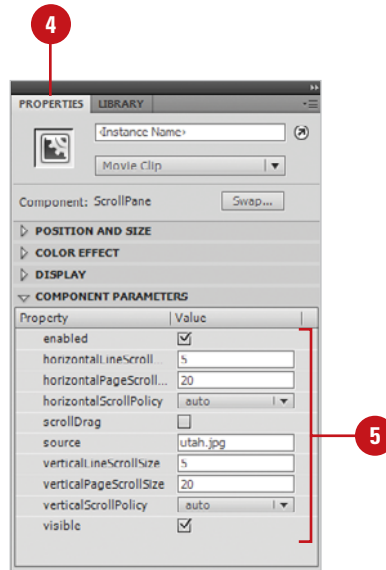 4
PROPERTIES LIBRARY
<Instance Name>
Movie Clip
Component: ScrollPane Swap...
POSITION AND SIZE
COLOR EFFECT
DISPLAY
COMPONENT PARAMETERS
Property Value
enabled
horizontalLineScroll... 5
horizontalPageScroll... 20
horizontalScrollPolicy auto
scrollDrag
source utah.jpg
verticalLineScrollSize 5
verticalPageScrollSize 20
verticalScrollPolicy auto
visible
5